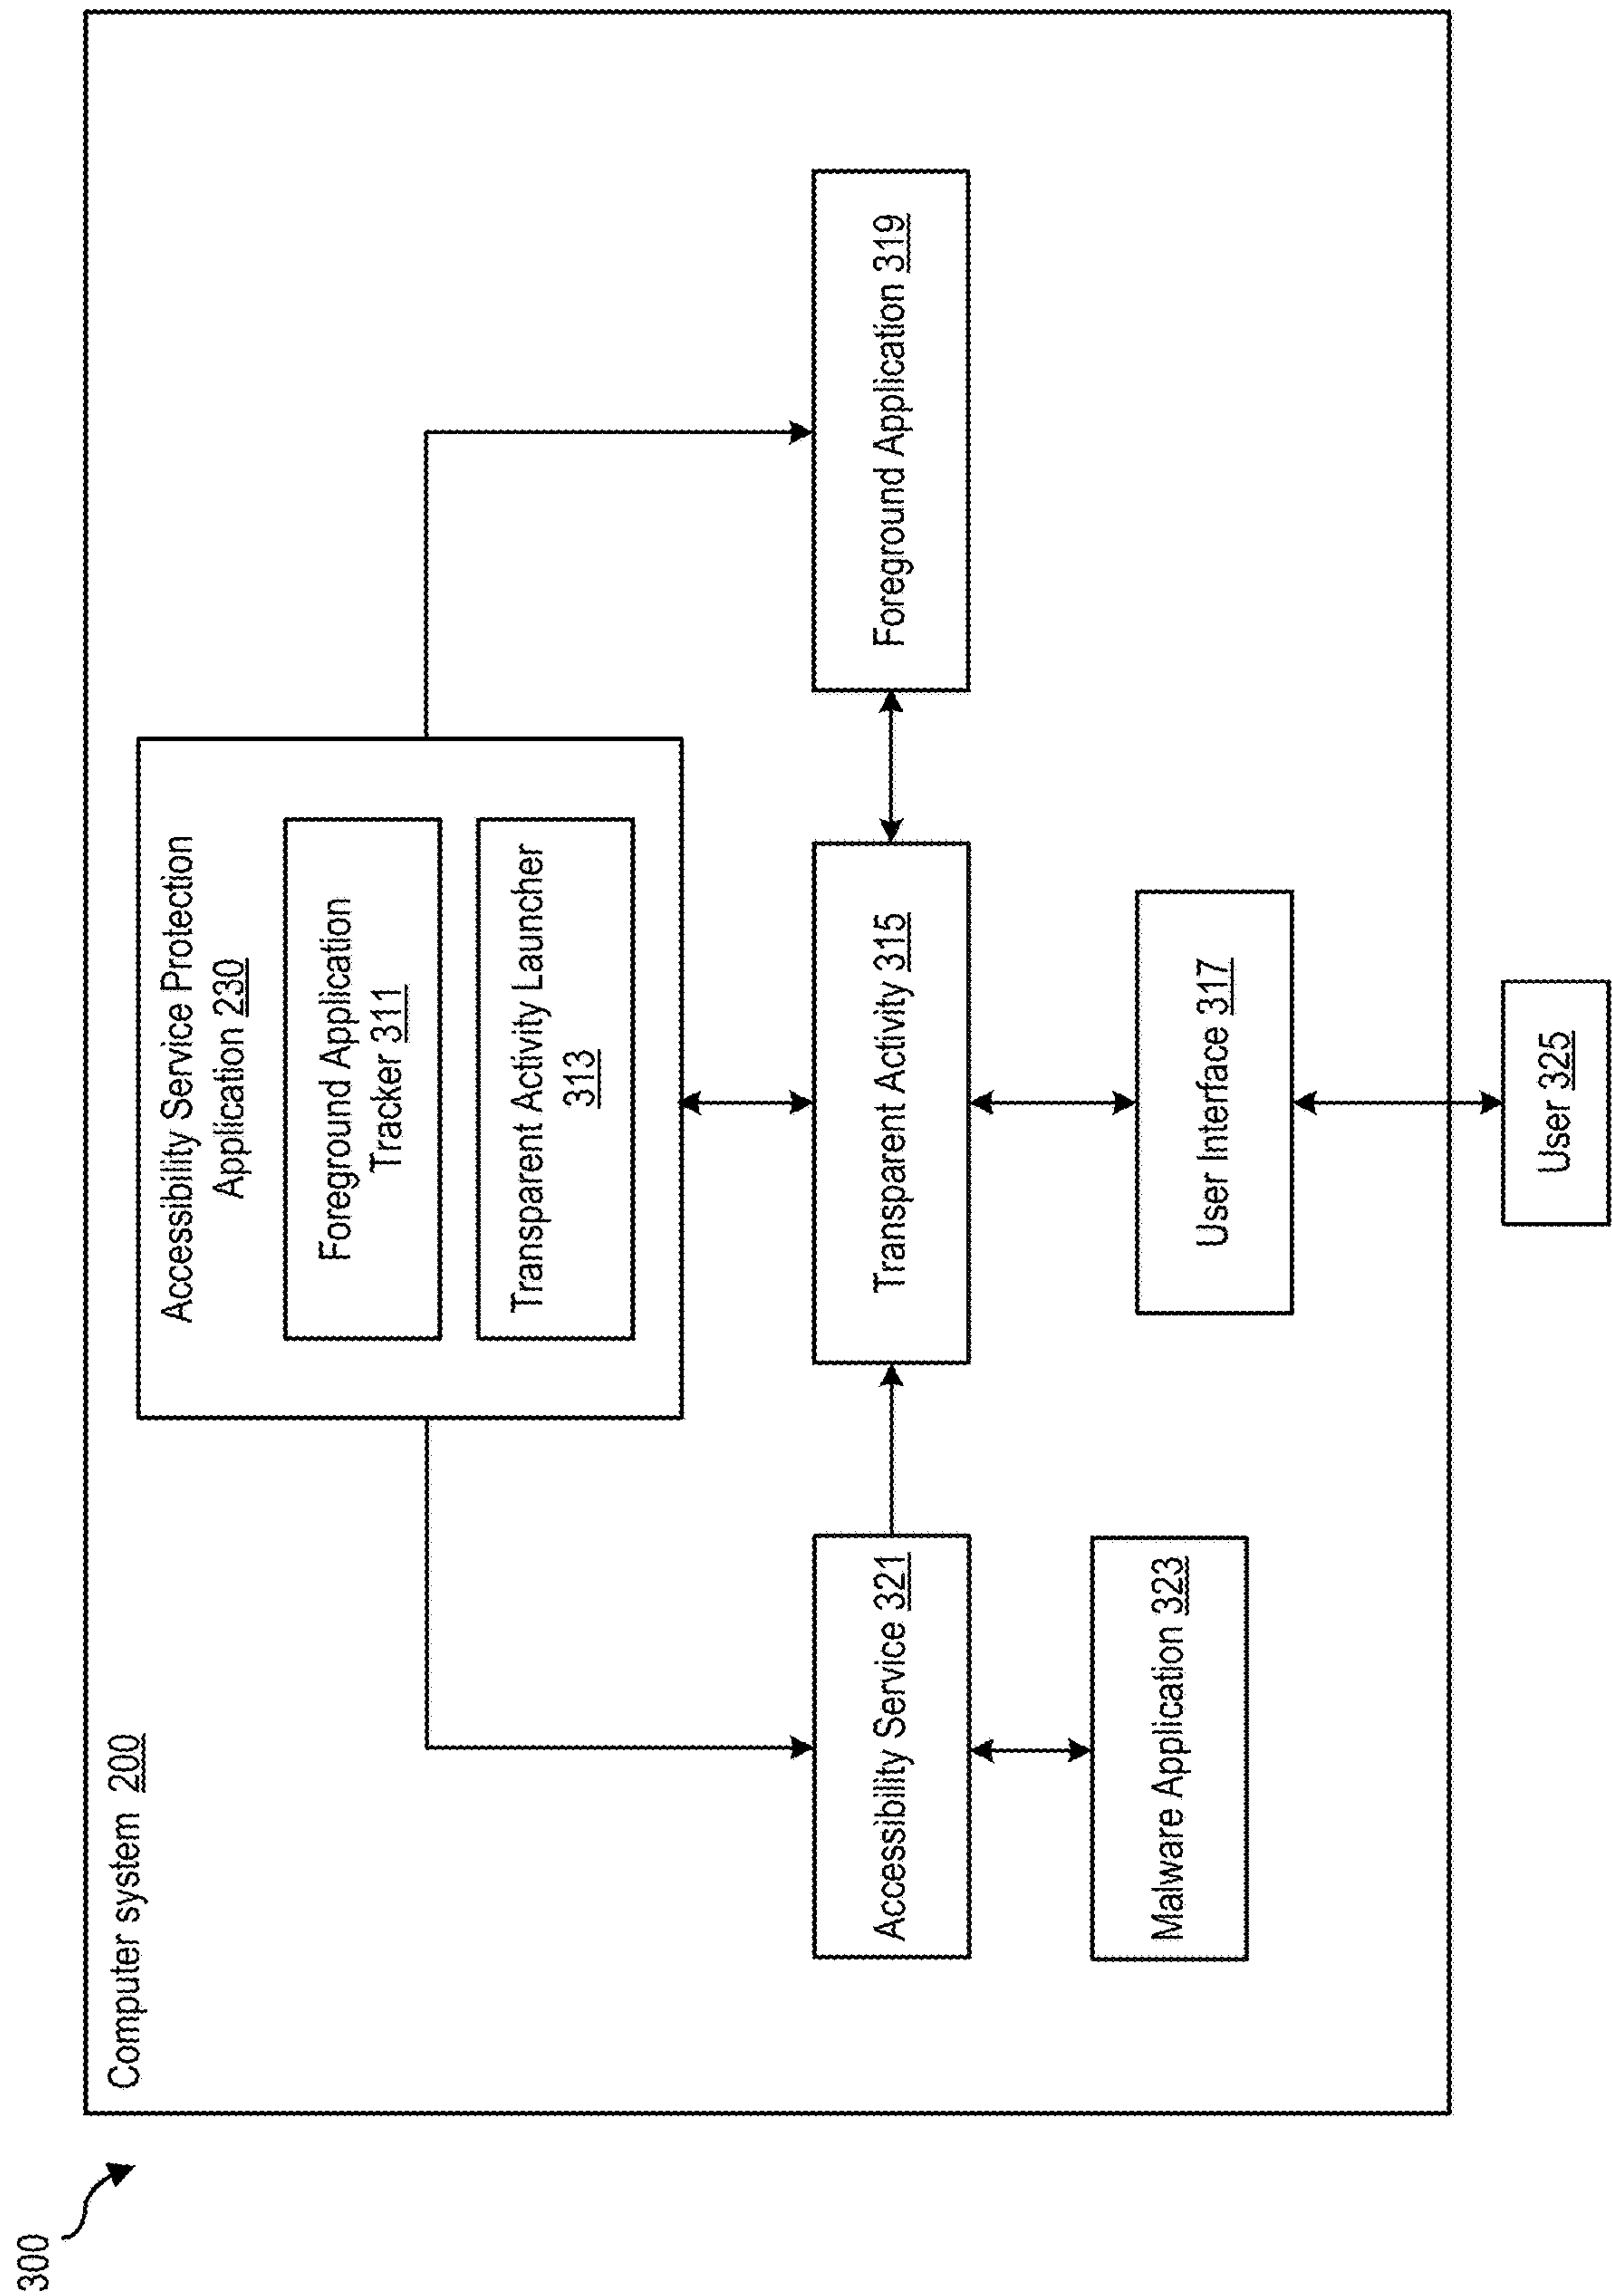 300
Computer system 200
Accessibility Service Protection
Application 230
Foreground Application
Tracker 311
Transparent Activity Launcher
313
Accessibility Service 321
Transparent Activity 315
Foreground Application 319
Malware Application 323
User Interface 317
User 325